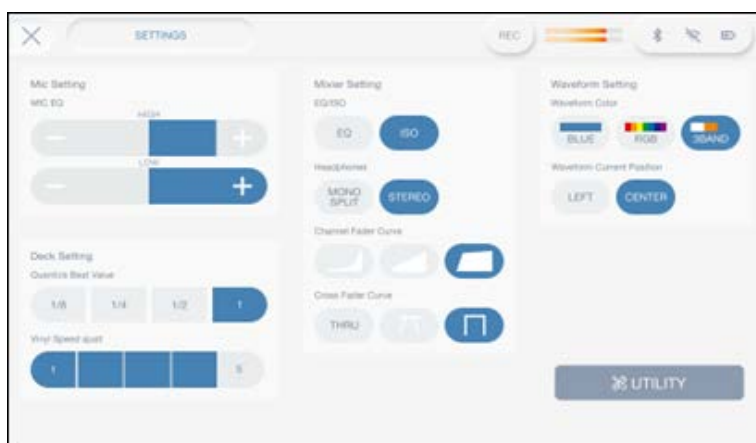 SETTINGS
REC
Mic Setting
MIC EQ
HIGH
LOW
Deck Setting
Quantize Beat Value
1/8 1/4 1/2 1
Vinyl Speed
1 5
Mixer Setting
EQ/ISO
EQ ISO
Headphones
MONO SPLIT STEREO
Channel Fader Curve
Cross Fader Curve
THRU
Waveform Setting
Waveform Color
BLUE RGB 3BAND
Waveform Current Position
LEFT CENTER
UTILITY